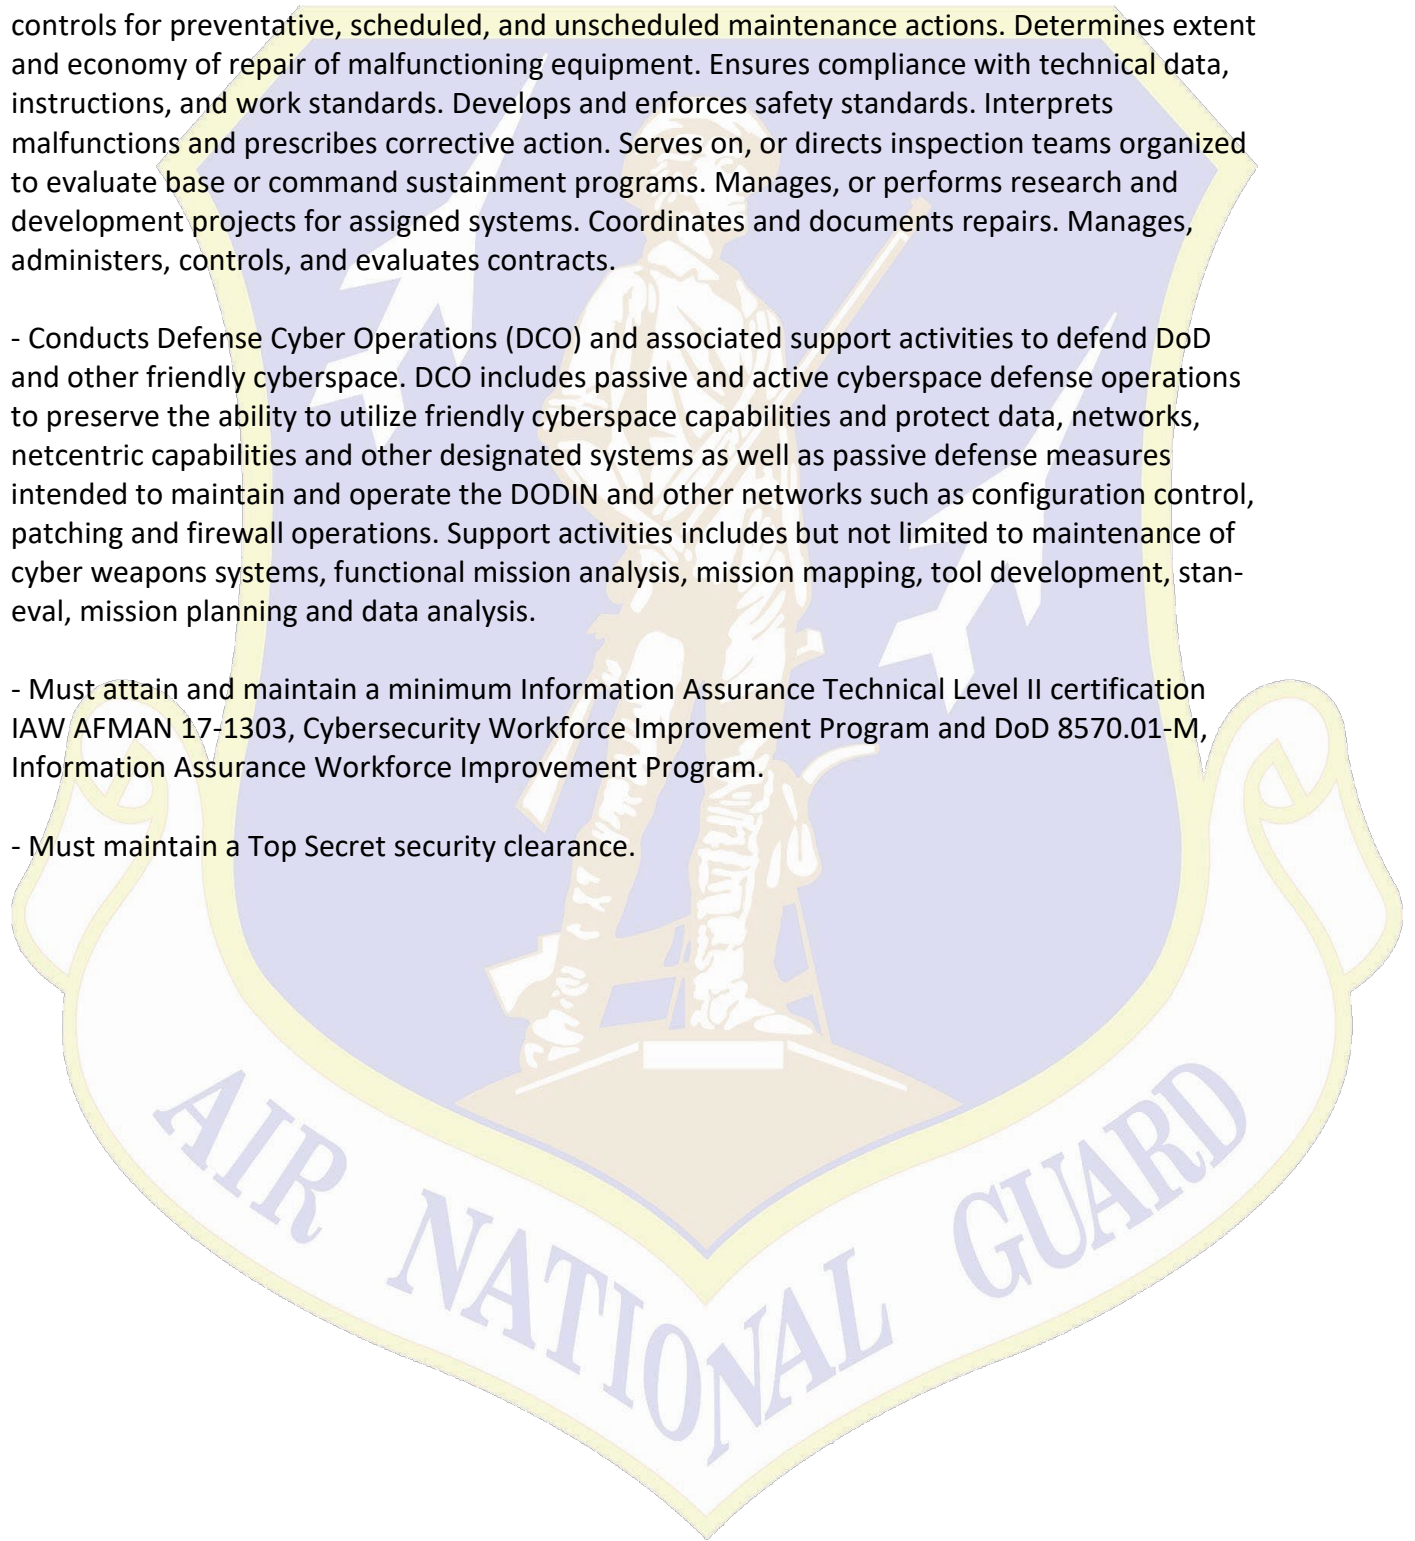 controls for preventative, scheduled, and unscheduled maintenance actions. Determines extent
and economy of repair of malfunctioning equipment. Ensures compliance with technical data,
instructions, and work standards. Develops and enforces safety standards. Interprets
malfunctions and prescribes corrective action. Serves on, or directs inspection teams organized
to evaluate base or command sustainment programs. Manages, or performs research and
development projects for assigned systems. Coordinates and documents repairs. Manages,
administers, controls, and evaluates contracts.
- Conducts Defense Cyber Operations (DCO) and associated support activities to defend DoD
and other friendly cyberspace. DCO includes passive and active cyberspace defense operations
to preserve the ability to utilize friendly cyberspace capabilities and protect data, networks,
netcentric capabilities and other designated systems as well as passive defense measures
intended to maintain and operate the DODIN and other networks such as configuration control,
patching and firewall operations. Support activities includes but not limited to maintenance of
cyber weapons systems, functional mission analysis, mission mapping, tool development, stan-
eval, mission planning and data analysis.
- Must attain and maintain a minimum Information Assurance Technical Level II certification
IAW AFMAN 17-1303, Cybersecurity Workforce Improvement Program and DoD 8570.01-M,
Information Assurance Workforce Improvement Program.
- Must maintain a Top Secret security clearance.
AIR NATIONAL GUARD